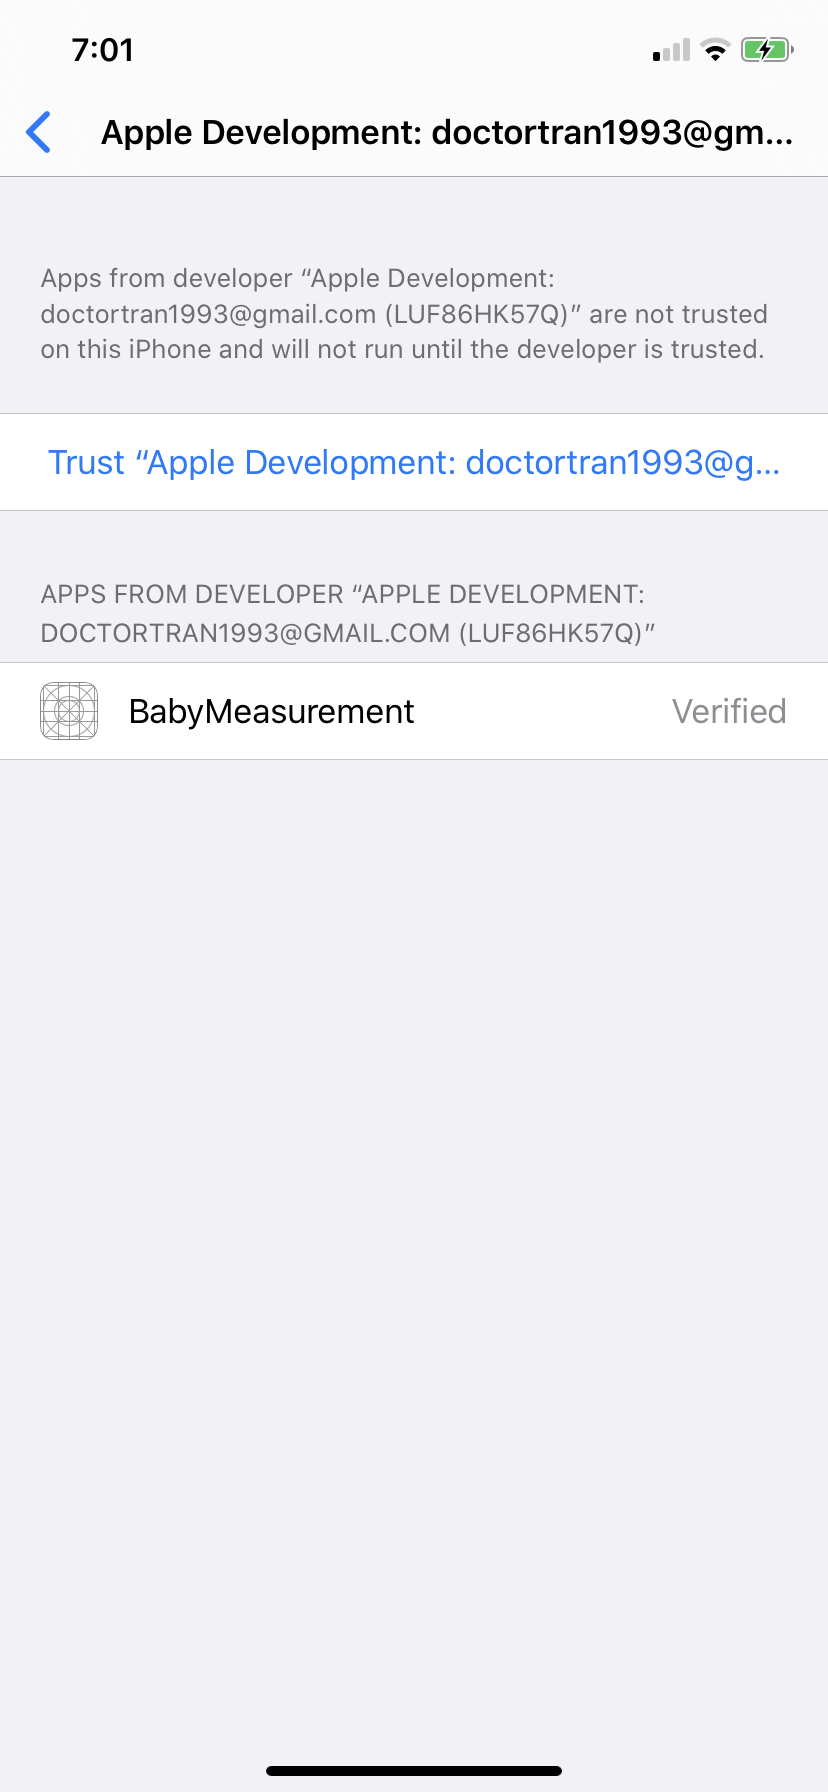 7:01
Apple Development: doctortran1993@gm...
Apps from developer “Apple Development:
doctortran1993@gmail.com (LUF86HK57Q)” are not trusted
on this iPhone and will not run until the developer is trusted.
Trust “Apple Development: doctortran1993@g...
APPS FROM DEVELOPER “APPLE DEVELOPMENT:
DOCTORTRAN1993@GMAIL.COM (LUF86HK57Q)”
BabyMeasurement Verified